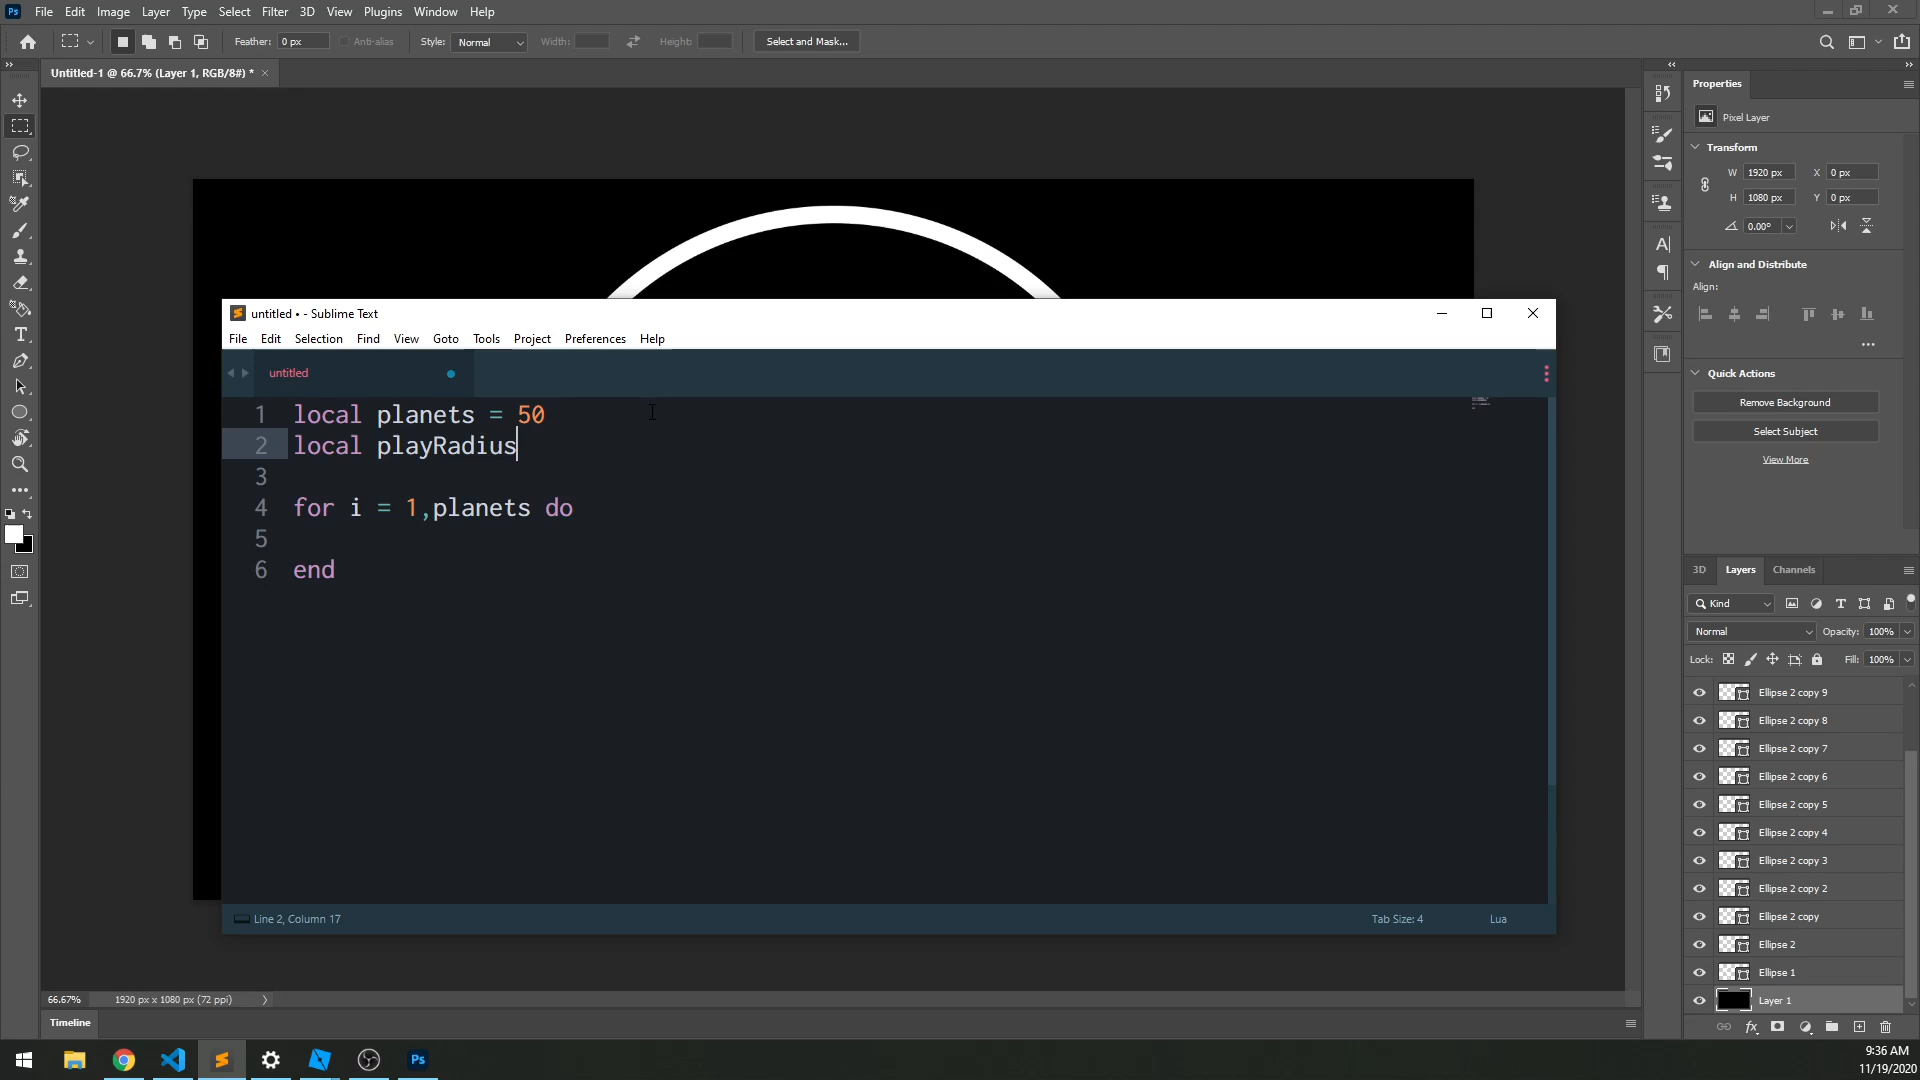 Ps File Edit Image Layer Type Select Filter 3D View Plugins Window Help
Feather: 0 px Anti-alias Style: Normal Width: Height: Select and Mask...
Untitled-1 @ 66.7% (Layer 1, RGB/8#) *
Properties
Pixel Layer
Transform
W 1920 px X 0 px
H 1080 px Y 0 px
0.00°
Align and Distribute
Align:
Quick Actions
Remove Background
Select Subject
View More
untitled • - Sublime Text
File Edit Selection Find View Goto Tools Project Preferences Help
untitled
1 local planets = 50
2 local playRadius
3
4 for i = 1,planets do
5
6 end
Line 2, Column 17 Tab Size: 4 Lua
3D Layers Channels
Kind
Normal Opacity: 100%
Lock: Fill: 100%
Ellipse 2 copy 9
Ellipse 2 copy 8
Ellipse 2 copy 7
Ellipse 2 copy 6
Ellipse 2 copy 5
Ellipse 2 copy 4
Ellipse 2 copy 3
Ellipse 2 copy 2
Ellipse 2 copy
Ellipse 2
Ellipse 1
Layer 1
66.67% 1920 px x 1080 px (72 ppi)
Timeline
Ps
9:36 AM
11/19/2020